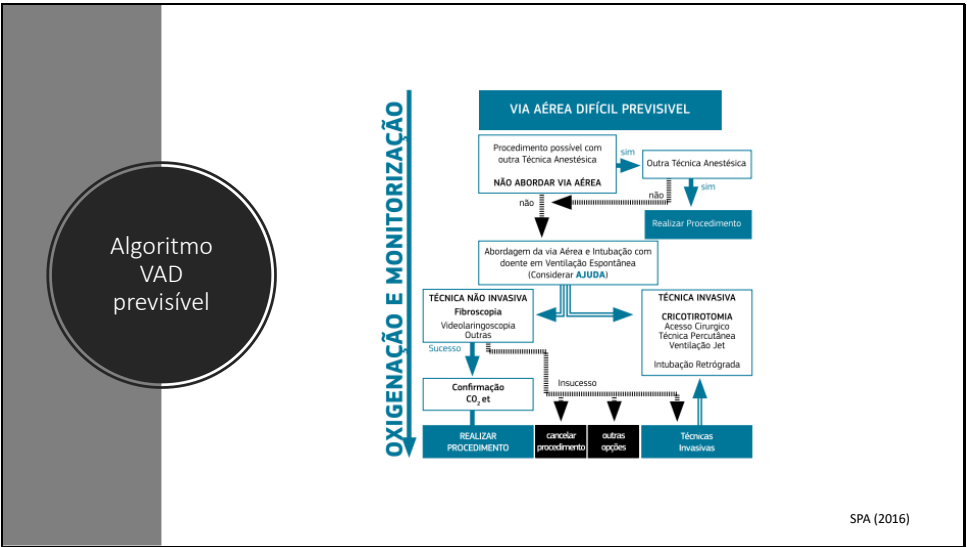 Algoritmo
VAD
previsível
OXIGENAÇÃO E MONITORIZAÇÃO
VIA AÉREA DIFÍCIL PREVISIVEL
Procedimento possível com
outra Técnica Anestésica
NÃO ABORDAR VIA AÉREA
sim
Outra Técnica Anestésica
não
não
sim
Realizar Procedimento
Abordagem da via Aérea e Intubação com
doente em Ventilação Espontânea
(Considerar AJUDA)
TÉCNICA NÃO INVASIVA
Fibroscopia
Videolaringoscopia
Outras
TÉCNICA INVASIVA
CRICOTIROTOMIA
Acesso Cirurgico
Técnica Percutânea
Ventilação Jet
Intubação Retrógrada
Sucesso
Insucesso
Confirmação
CO2 et
REALIZAR
PROCEDIMENTO
cancelar
procedimento
outras
opções
Técnicas
Invasivas
SPA (2016)